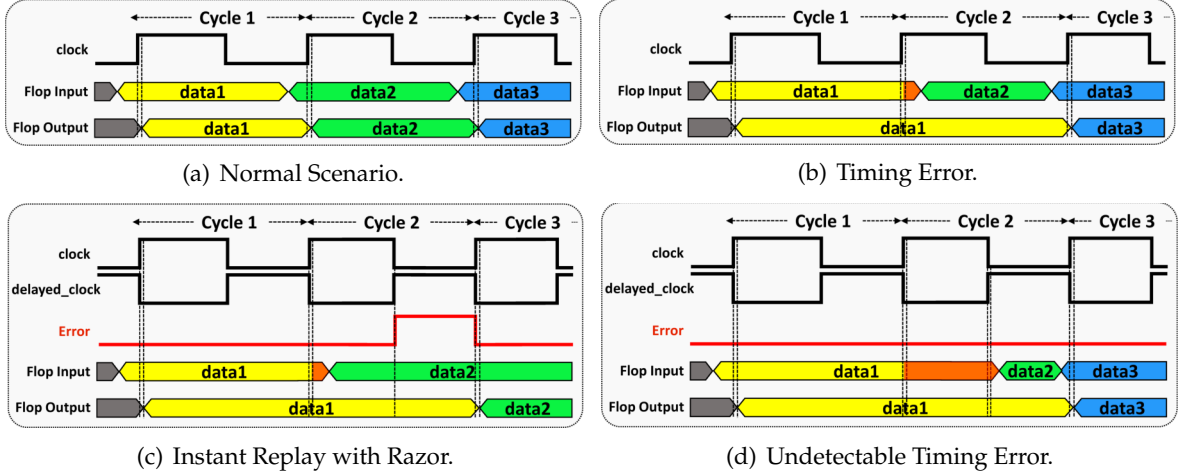 Cycle 1 Cycle 2 Cycle 3
clock
Flop Input data1 data2 data3
Flop Output data1 data2 data3
(a) Normal Scenario.
Cycle 1 Cycle 2 Cycle 3
clock
Flop Input data1 data2 data3
Flop Output data1 data3
(b) Timing Error.
Cycle 1 Cycle 2 Cycle 3
clock
delayed_clock
Error
Flop Input data1 data2
Flop Output data1 data2
(c) Instant Replay with Razor.
Cycle 1 Cycle 2 Cycle 3
clock
delayed_clock
Error
Flop Input data1 data2 data3
Flop Output data1 data3
(d) Undetectable Timing Error.